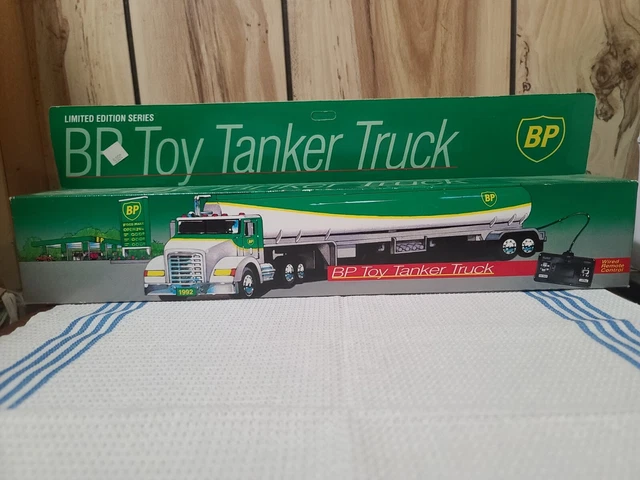 LIMITED EDITION SERIES
BP Toy Tanker Truck
BP
BP
BP
BP Toy Tanker Truck
Wired
Remote
Control
1992